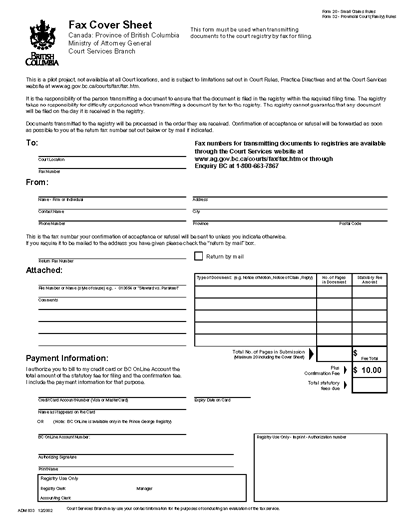 Form 20 - Small Claims Rules
Form 32 - Provincial Court (Family) Rules
Fax Cover Sheet
Canada: Province of British Columbia
Ministry of Attorney General
Court Services Branch
This form must be used when transmitting
documents to the court registry by fax for filing.
BRITISH
COLUMBIA
This is a pilot project, not available at all Court locations, and is subject to limitations set out in Court Rules, Practice Directives and at the Court Services
website at www.ag.gov.bc.ca/courts/fax/fax.htm.
It is the responsibility of the person transmitting a document to ensure that the document is filed in the registry within the required filing time. The registry
takes no responsibility for difficulty experienced when transmitting a document by fax to the registry. The registry cannot guarantee that any document
will be filed on the day it is received in the registry.
Documents transmitted to the registry will be processed in the order they are received. Confirmation of acceptance or refusal will be forwarded as soon
as possible to you at the return fax number set out below or by mail if indicated.
To:
Fax numbers for transmitting documents to registries are available
through the Court Services website at
www.ag.gov.bc.ca/courts/fax/fax.htm or through
Enquiry BC at 1-800-663-7867
Court Location
Fax Number
From:
Name - Firm or Individual
Address
Contact Name
City
Phone Number
Province
Postal Code
This is the fax number your confirmation of acceptance or refusal will be sent to unless you indicate otherwise.
If you require it to be mailed to the address you have given please check the "return by mail" box.
Return by mail
Return Fax Number
Attached:
Type of Document (e.g. Notice of Motion, Notice of Claim, Reply)
No. of Pages
in Document
Statutory Fee
Amount
File Number or Name (style of cause) e.g. - 010654 or "Steward vs. Paramed"
Comments
Total No. of Pages in Submission
(Maximum 20 including the Cover Sheet)
$
Fee Total
Payment Information:
Plus
Confirmation Fee
$ 10.00
I authorize you to bill to my credit card or BC OnLine Account the
total amount of the statutory fee for filing and the confirmation fee.
I include the payment information for that purpose.
Total statutory
fees due
Credit Card Account Number (Visa or MasterCard)
Expiry Date on Card
Name as it appears on the Card
OR (Note: BC OnLine is available only in the Prince George Registry)
BC OnLine Account Number:
Registry Use Only - Imprint - Authorization Number
Authorizing Signature
Print Name
Registry Use Only
Registry Clerk:
Manager:
Accounting Clerk:
ADM 833 12/2002
Court Services Branch may use your contact information for the purposes of conducting an evaluation of the fax service.